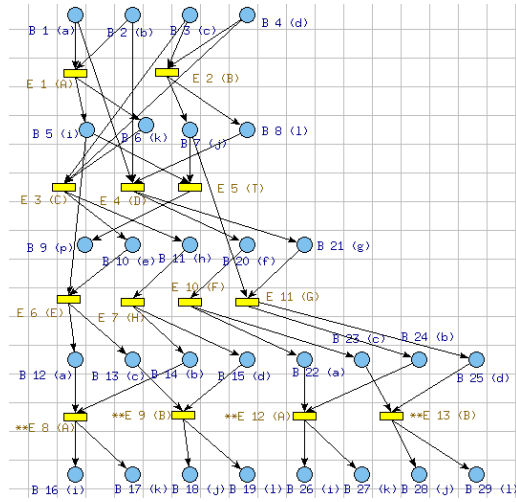 B 1 (a) B 2 (b) B 3 (c) B 4 (d)
E 1 (A) E 2 (B)
B 5 (i) B 6 (k) B 7 (j) B 8 (l)
E 3 (C) E 4 (D) E 5 (T)
B 9 (p) B 10 (e) B 11 (h) B 20 (f) B 21 (g)
E 6 (E) E 7 (H) E 10 (F) E 11 (G)
B 12 (a) B 13 (c) B 14 (b) B 15 (d) B 22 (a) B 23 (c) B 24 (b) B 25 (d)
**E 8 (A) **E 9 (B) **E 12 (A) **E 13 (B)
B 16 (i) B 17 (k) B 18 (j) B 19 (l) B 26 (i) B 27 (k) B 28 (j) B 29 (l)